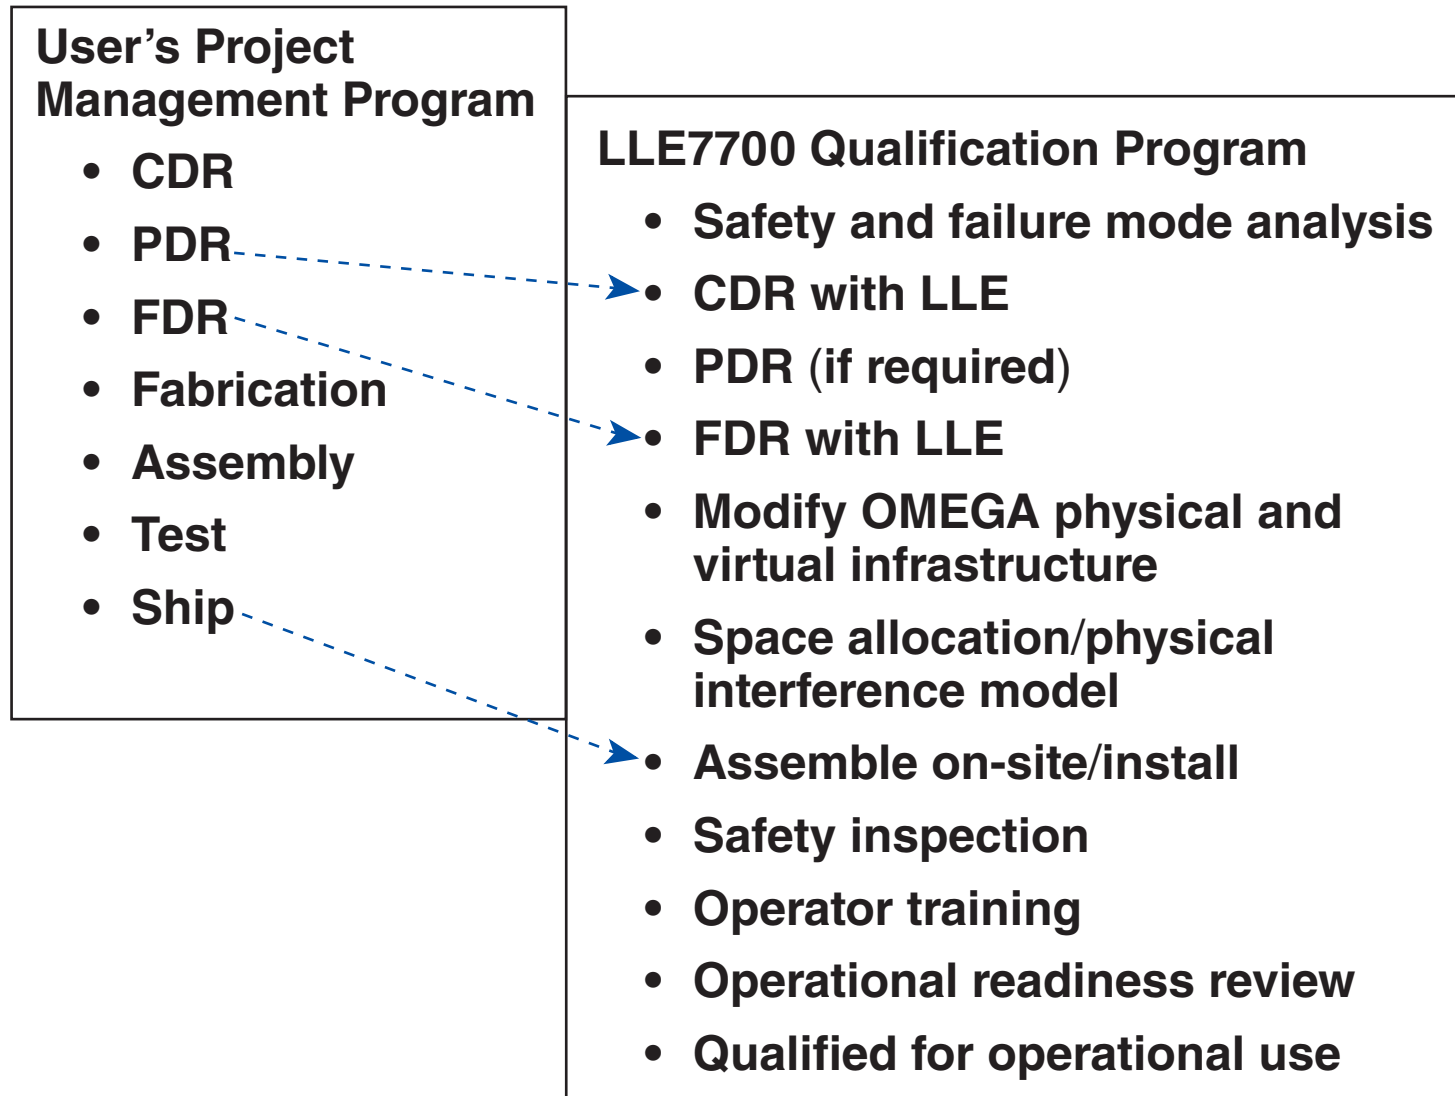 User’s Project
Management Program
• CDR
• PDR
• FDR
• Fabrication
• Assembly
• Test
• Ship
LLE7700 Qualification Program
• Safety and failure mode analysis
• CDR with LLE
• PDR (if required)
• FDR with LLE
• Modify OMEGA physical and
virtual infrastructure
• Space allocation/physical
interference model
• Assemble on-site/install
• Safety inspection
• Operator training
• Operational readiness review
• Qualified for operational use